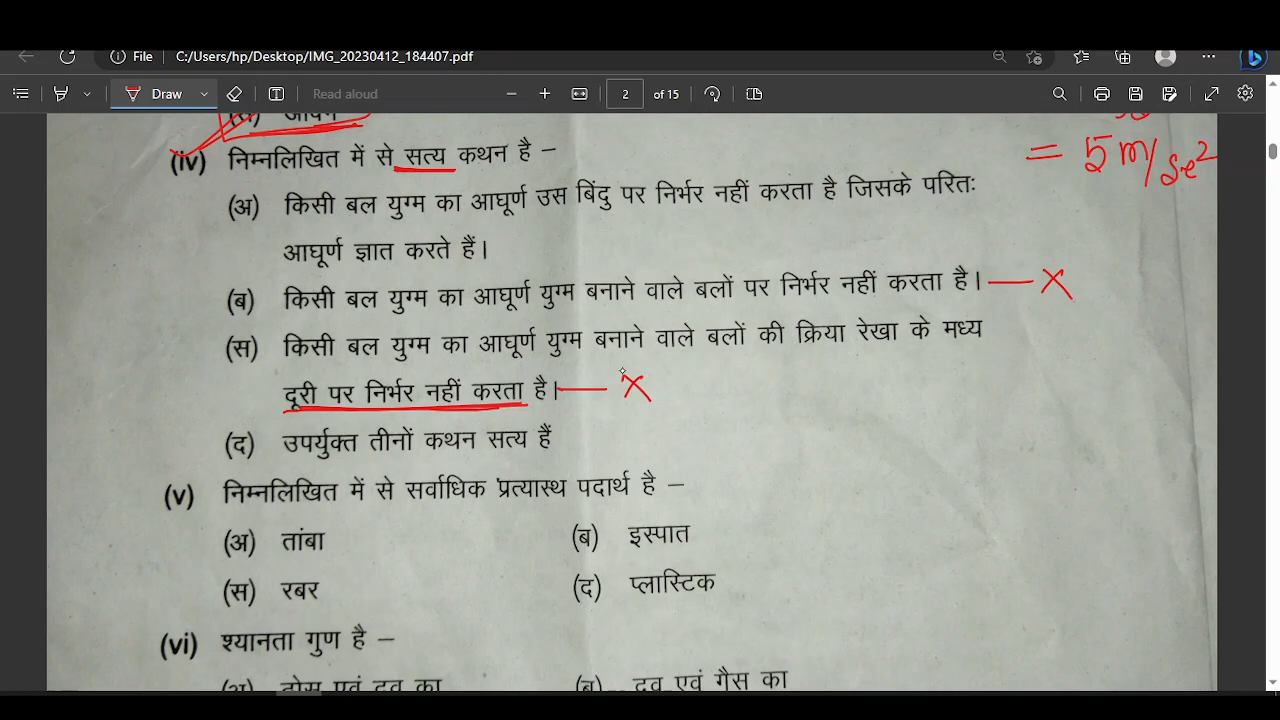 File C:/Users/hp/Desktop/IMG_20230412_184407.pdf
Draw Read aloud 2 of 15
= 5 m/Sec2
(iv) निम्नलिखित में से सत्य कथन है –
(अ) किसी बल युग्म का आघूर्ण उस बिंदु पर निर्भर नहीं करता है जिसके परितः
आघूर्ण ज्ञात करते हैं।
(ब) किसी बल युग्म का आघूर्ण युग्म बनाने वाले बलों पर निर्भर नहीं करता है। — X
(स) किसी बल युग्म का आघूर्ण युग्म बनाने वाले बलों की क्रिया रेखा के मध्य
दूरी पर निर्भर नहीं करता है। — X
(द) उपर्युक्त तीनों कथन सत्य हैं
(v) निम्नलिखित में से सर्वाधिक 'प्रत्यास्थ पदार्थ है –
(अ) तांबा (ब) इस्पात
(स) रबर (द) प्लास्टिक
(vi) श्यानता गुण है –
(अ) ठोस एवं द्रव का (ब) द्रव एवं गैस का